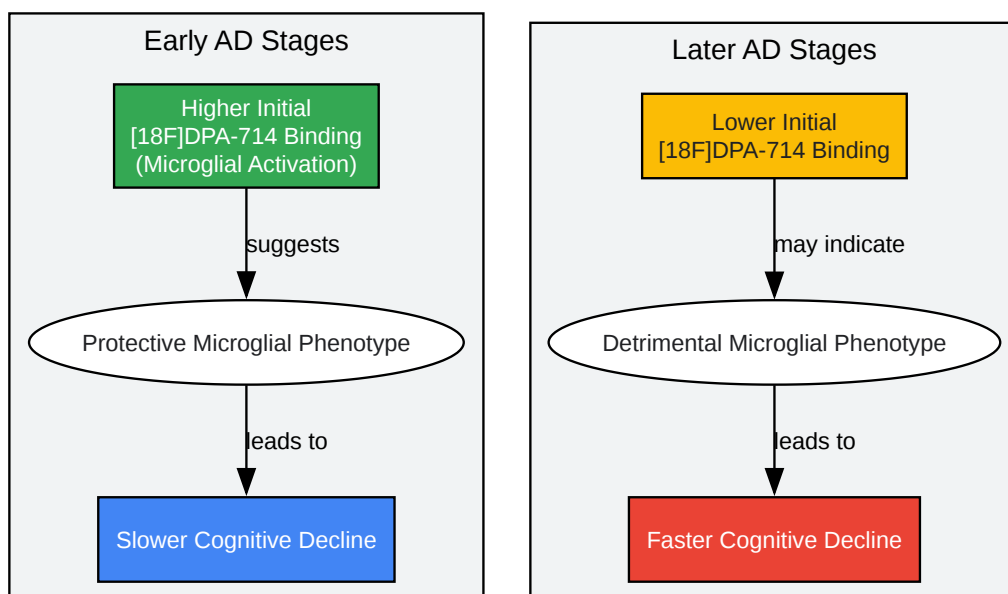 Early AD Stages
Higher Initial
[18F]DPA-714 Binding
(Microglial Activation)
suggests
Protective Microglial Phenotype
leads to
Slower Cognitive Decline
Later AD Stages
Lower Initial
[18F]DPA-714 Binding
may indicate
Detrimental Microglial Phenotype
leads to
Faster Cognitive Decline